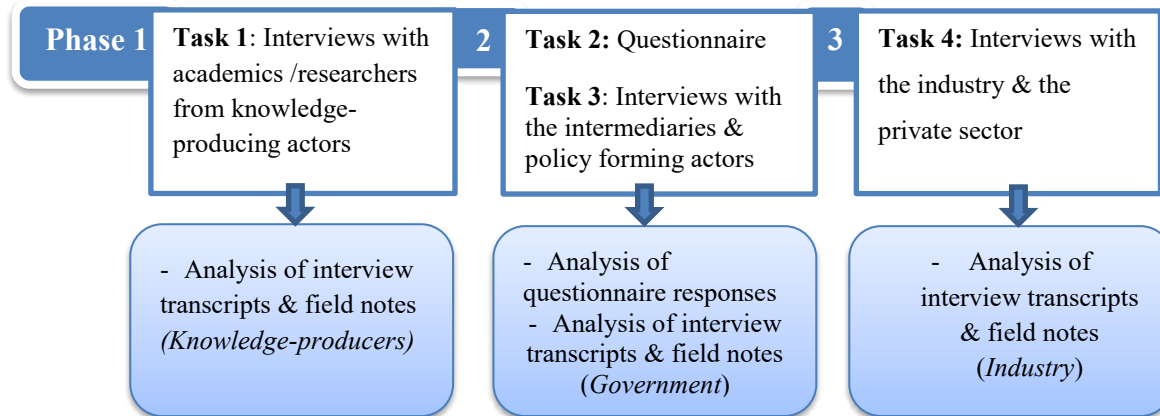 Phase 1
Task 1: Interviews with
academics /researchers
from knowledge-
producing actors
2
Task 2: Questionnaire
Task 3: Interviews with
the intermediaries &
policy forming actors
3
Task 4: Interviews with
the industry & the
private sector
- Analysis of interview
transcripts & field notes
(Knowledge-producers)
- Analysis of
questionnaire responses
- Analysis of interview
transcripts & field notes
(Government)
- Analysis of
interview transcripts
& field notes
(Industry)